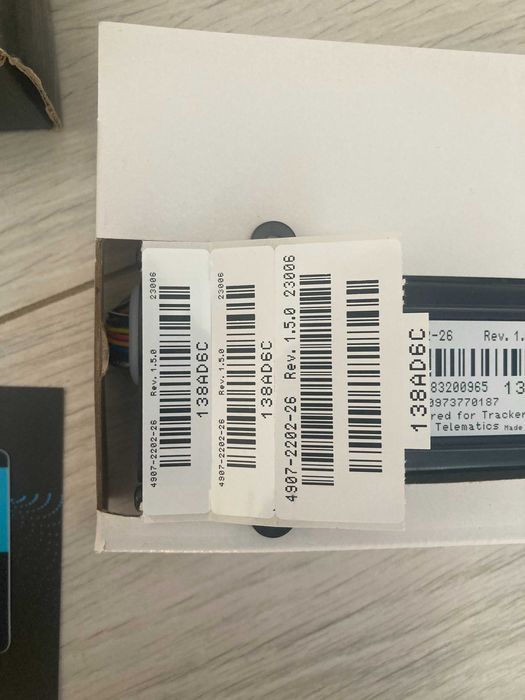 4907-2202-26 Rev. 1.5.0 23006
138AD6C
4907-2202-26 Rev. 1.5.0 23006
138AD6C
4907-2202-26 Rev. 1.5.0 23006
138AD6C
-26 Rev. 1.
83200965 13
0973770187
red for Tracker
Telematics Made